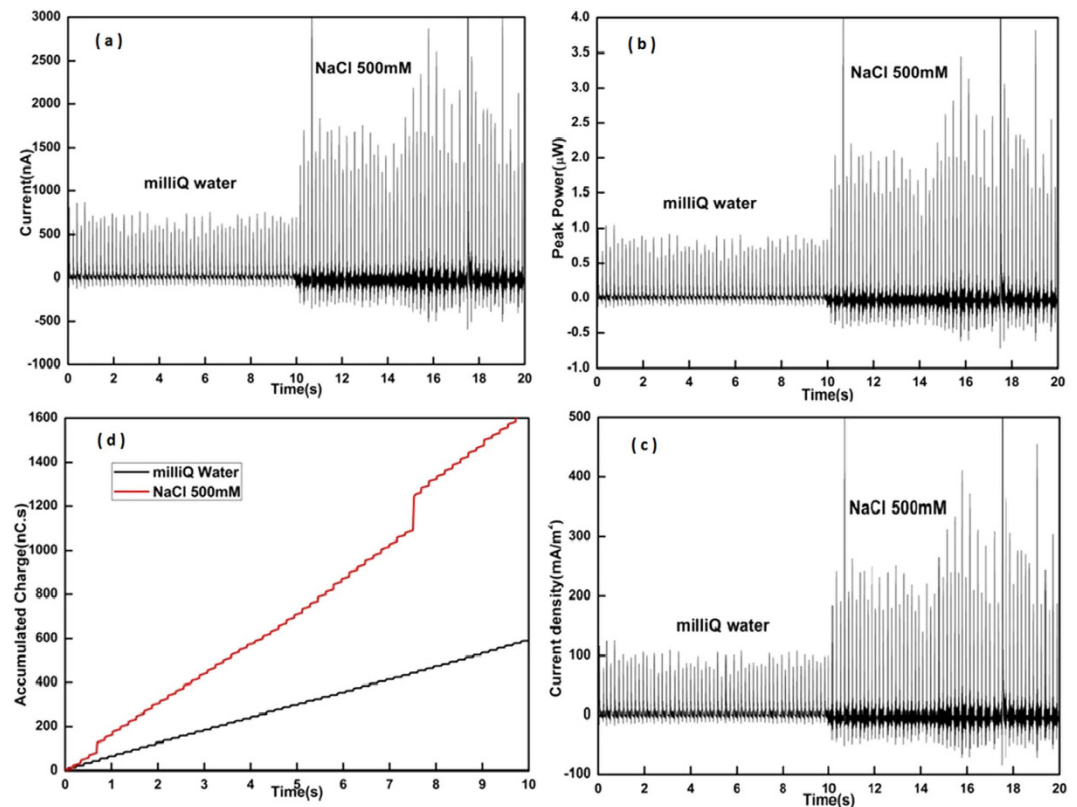 ( a )
3000
2500
2000
1500
1000
500
0
-500
-1000
Current(nA)
milliQ water
NaCl 500mM
0 2 4 6 8 10 12 14 16 18 20
Time(s)
( b )
4.0
3.5
3.0
2.5
2.0
1.5
1.0
0.5
0.0
-0.5
-1.0
Peak Power(μW)
milliQ water
NaCl 500mM
0 2 4 6 8 10 12 14 16 18 20
Time(s)
( d )
1600
1400
1200
1000
800
600
400
200
0
Accumulated Charge(nC.s)
milliQ Water
NaCl 500mM
0 1 2 3 4 5 6 7 8 9 10
Time(s)
( c )
500
400
300
200
100
0
-100
Current density(mA/m²)
milliQ water
NaCl 500mM
0 2 4 6 8 10 12 14 16 18 20
Time(s)